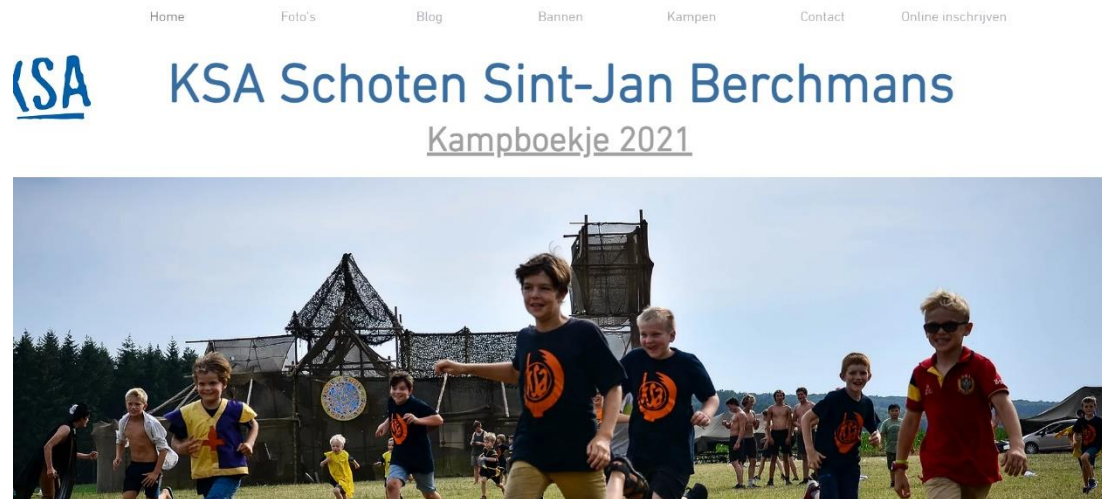 Home Foto's Blog Bannen Kampen Contact Online inschrijven
KSA
KSA Schoten Sint-Jan Berchmans
Kampboekje 2021